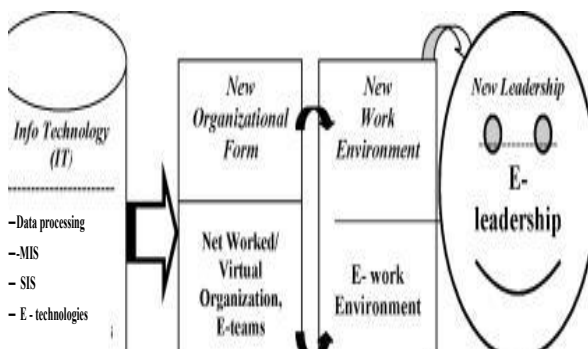 Info Technology
(IT)
–Data processing
–-MIS
– SIS
– E - technologies
New
Organizational
Form
Net Worked/
Virtual
Organization,
E-teams
New
Work
Environment
E- work
Environment
New Leadership
E-
leadership